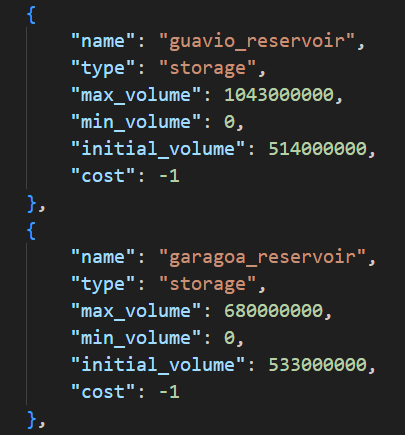 {
"name": "guavio_reservoir",
"type": "storage",
"max_volume": 1043000000,
"min_volume": 0,
"initial_volume": 514000000,
"cost": -1
},
{
"name": "garagoa_reservoir",
"type": "storage",
"max_volume": 680000000,
"min_volume": 0,
"initial_volume": 533000000,
"cost": -1
},